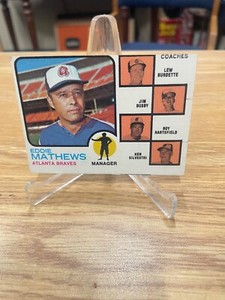 COACHES
LEW
BURDETTE
JIM
BUSBY
ROY
HARTSFIELD
KEN
SILVESTRI
EDDIE
MATHEWS
ATLANTA BRAVES
MANAGER